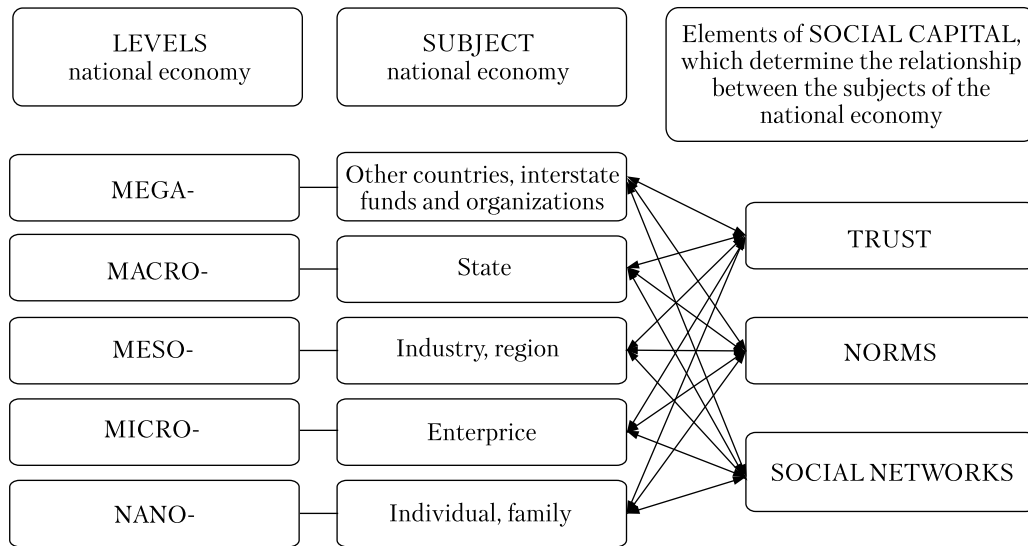 LEVELS
national economy
SUBJECT
national economy
Elements of SOCIAL CAPITAL,
which determine the relationship
between the subjects of the
national economy
MEGA-
Other countries, interstate
funds and organizations
MACRO-
State
MESO-
Industry, region
MICRO-
Enterprice
NANO-
Individual, family
TRUST
NORMS
SOCIAL NETWORKS